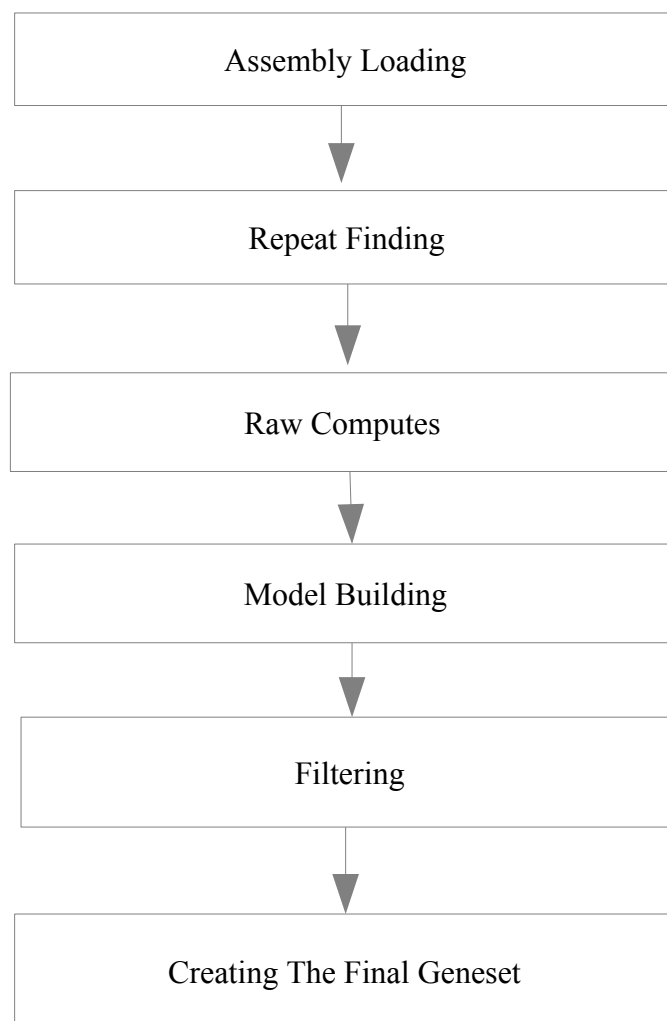 Assembly Loading
Repeat Finding
Raw Computes
Model Building
Filtering
Creating The Final Geneset